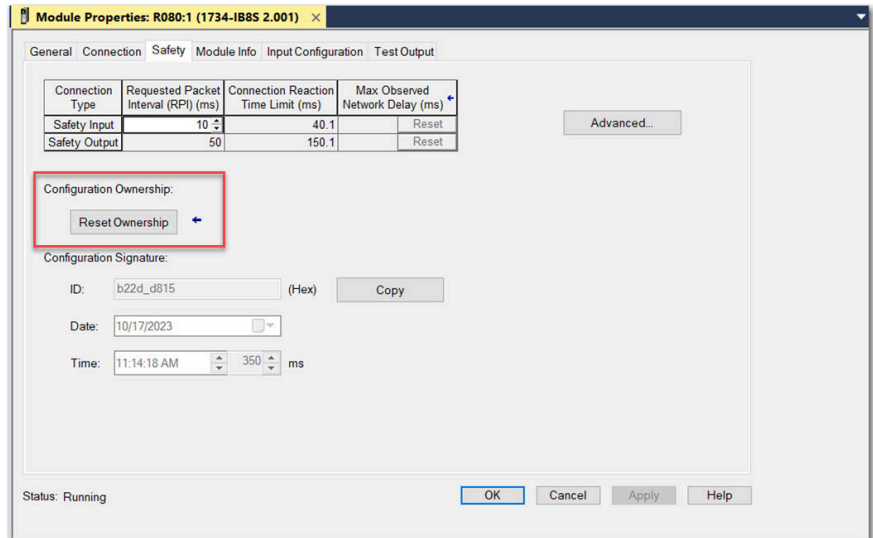 Module Properties: R080:1 (1734-IB8S 2.001)
General Connection Safety Module Info Input Configuration Test Output
Connection Type Requested Packet Interval (RPI) (ms) Connection Reaction Time Limit (ms) Max Observed Network Delay (ms)
Safety Input 10 40.1 Reset
Safety Output 50 150.1 Reset
Advanced...
Configuration Ownership:
Reset Ownership
Configuration Signature:
ID: b22d_d815 (Hex) Copy
Date: 10/17/2023
Time: 11:14:18 AM 350 ms
Status: Running
OK Cancel Apply Help